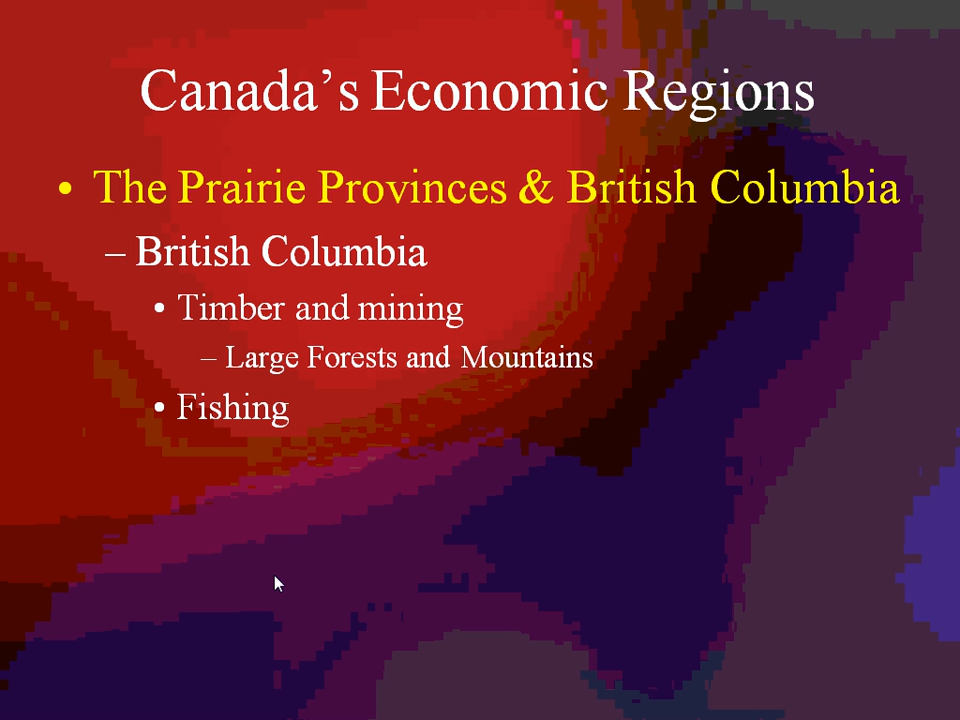 Canada’s Economic Regions
• The Prairie Provinces & British Columbia
– British Columbia
• Timber and mining
– Large Forests and Mountains
• Fishing